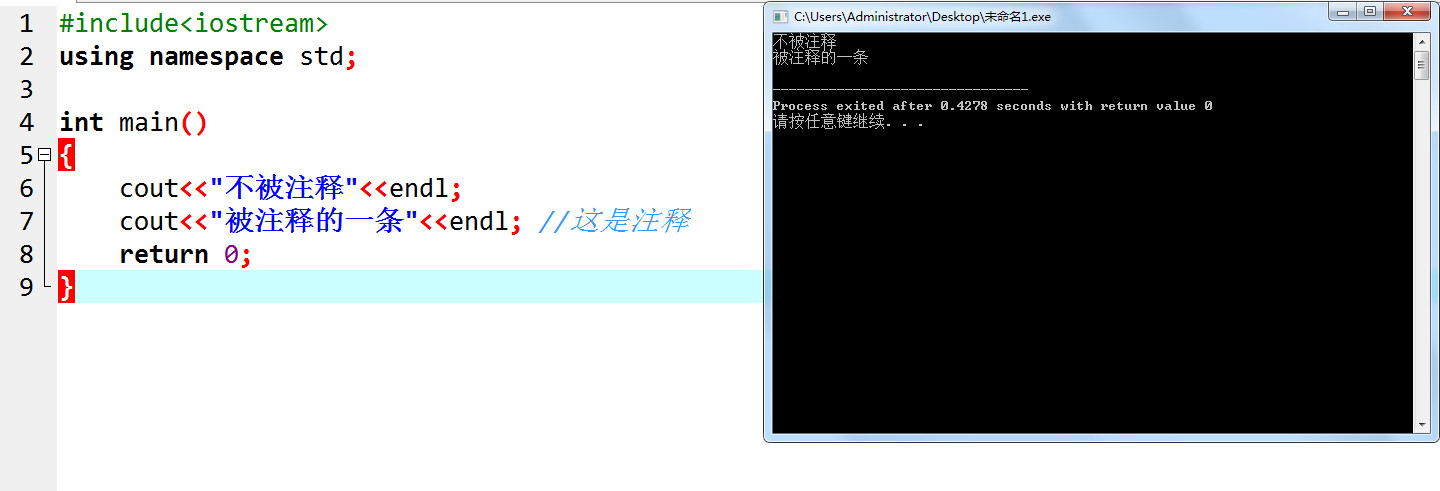 1 #include<iostream>
2 using namespace std;
3
4 int main()
5 {
6 cout<<"不被注释"<<endl;
7 cout<<"被注释的一条"<<endl; //这是注释
8 return 0;
9 }
C:\Users\Administrator\Desktop\未命名1.exe
不被注释
被注释的一条
--------------------------------
Process exited after 0.4278 seconds with return value 0
请按任意键继续. . .